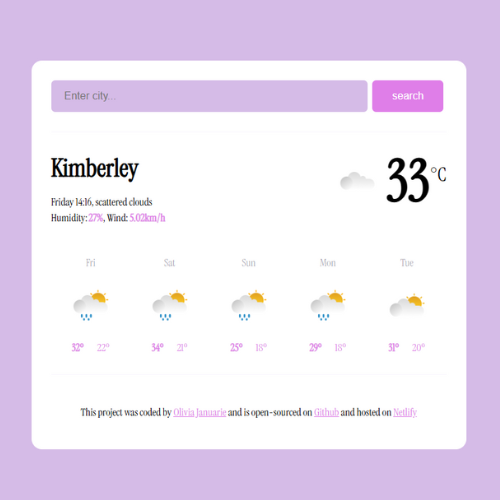 Enter city...
search
Kimberley
33°C
Friday 14:16, scattered clouds
Humidity: 27%, Wind: 5.02km/h
Fri Sat Sun Mon Tue
32° 22° 34° 21° 25° 18° 29° 18° 31° 20°
This project was coded by Olivia Januarie and is open-sourced on Github and hosted on Netlify